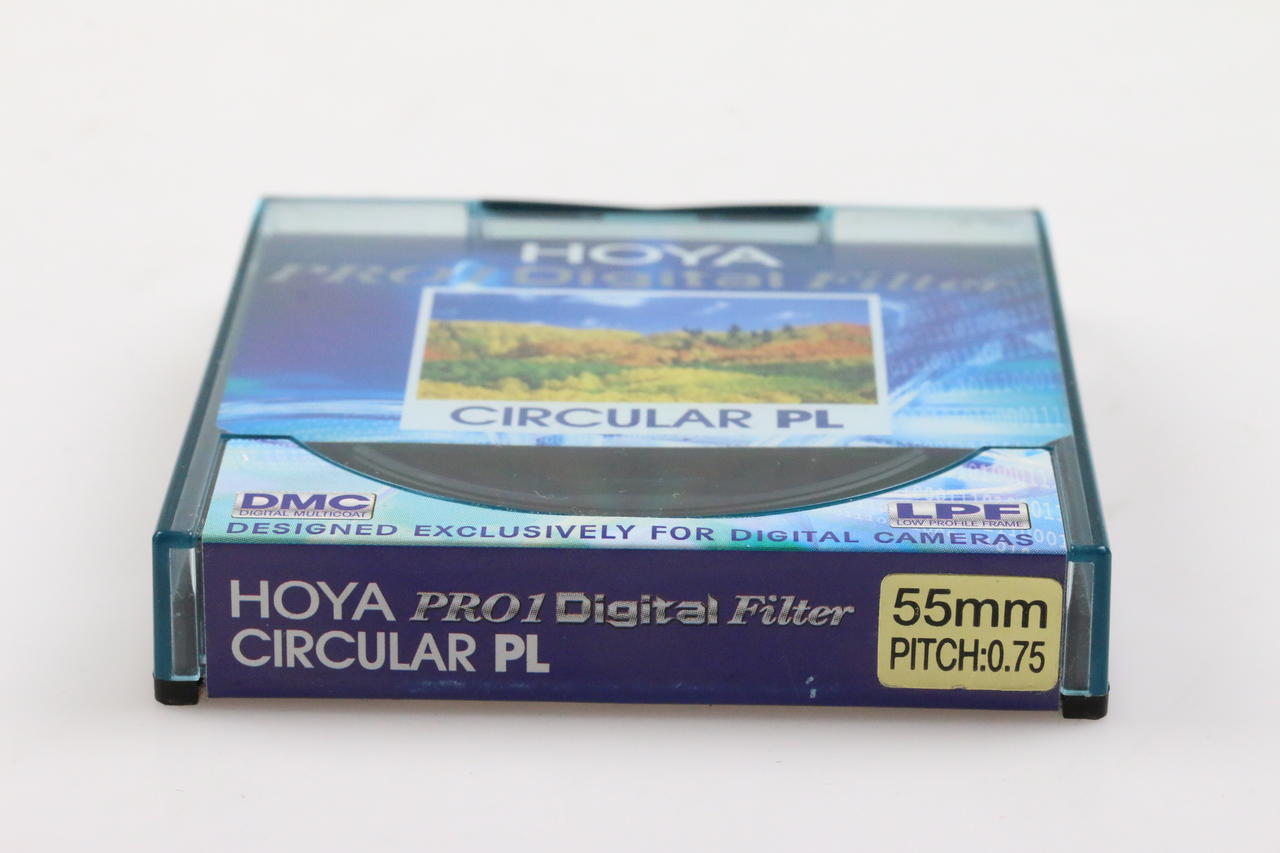 HOYA
PRO1 Digital Filter
CIRCULAR PL
DMC
DIGITAL MULTICOAT
LPF
LOW PROFILE FRAME
DESIGNED EXCLUSIVELY FOR DIGITAL CAMERAS
HOYA PRO1 Digital Filter
CIRCULAR PL
55mm
PITCH:0.75